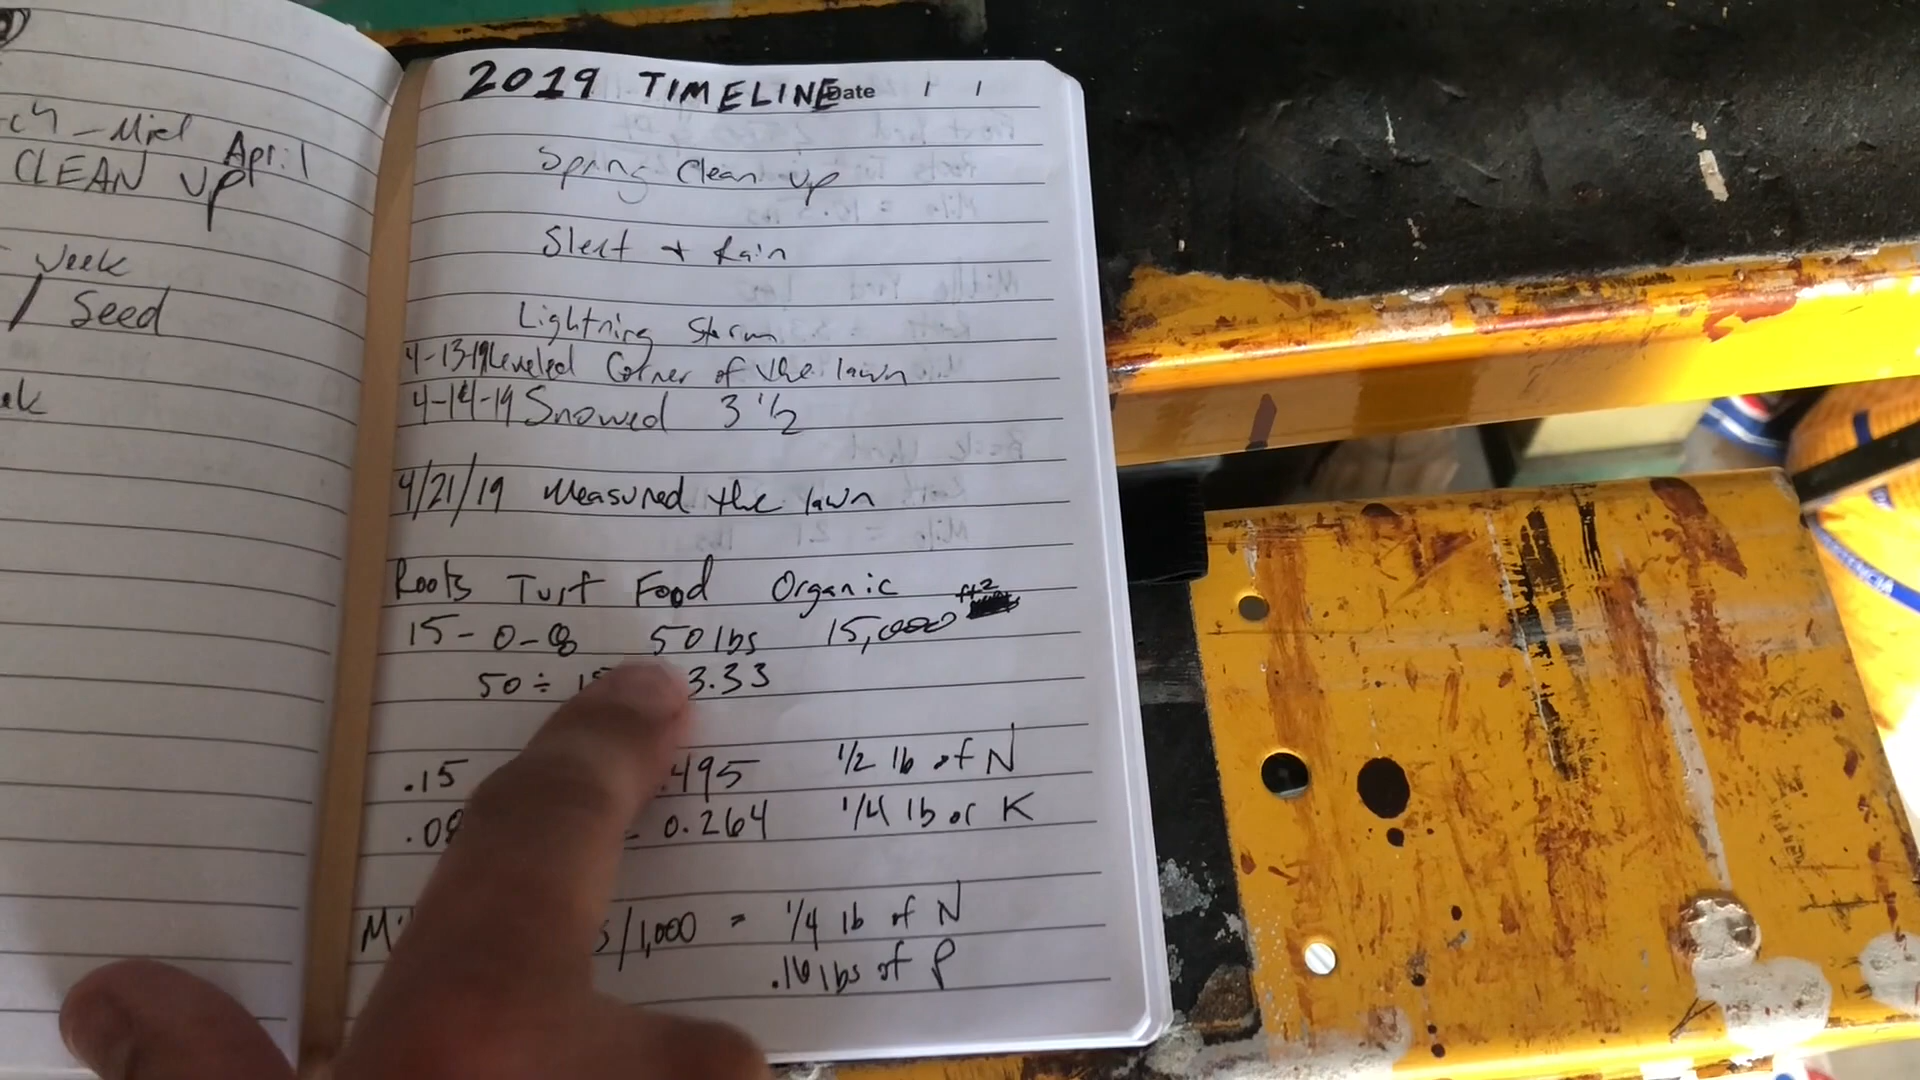 April
CLEAN UP
week
/ Seed
2019 TIMELINE Date / /
Spring Clean up
Sleet + Rain
Lightning Storm
4-13-19 Leveled Corner of the lawn
4-14-19 Snowed 3 1/2
4/21/19 Measured the lawn
Roots Turf Food Organic
15-0-8 50 lbs 15,000 ft2
50 ÷ 3.33
.15 .495 1/2 lb of N
.08 = 0.264 1/4 lb of K
/1,000 = 1/4 lb of N
.16 lbs of P